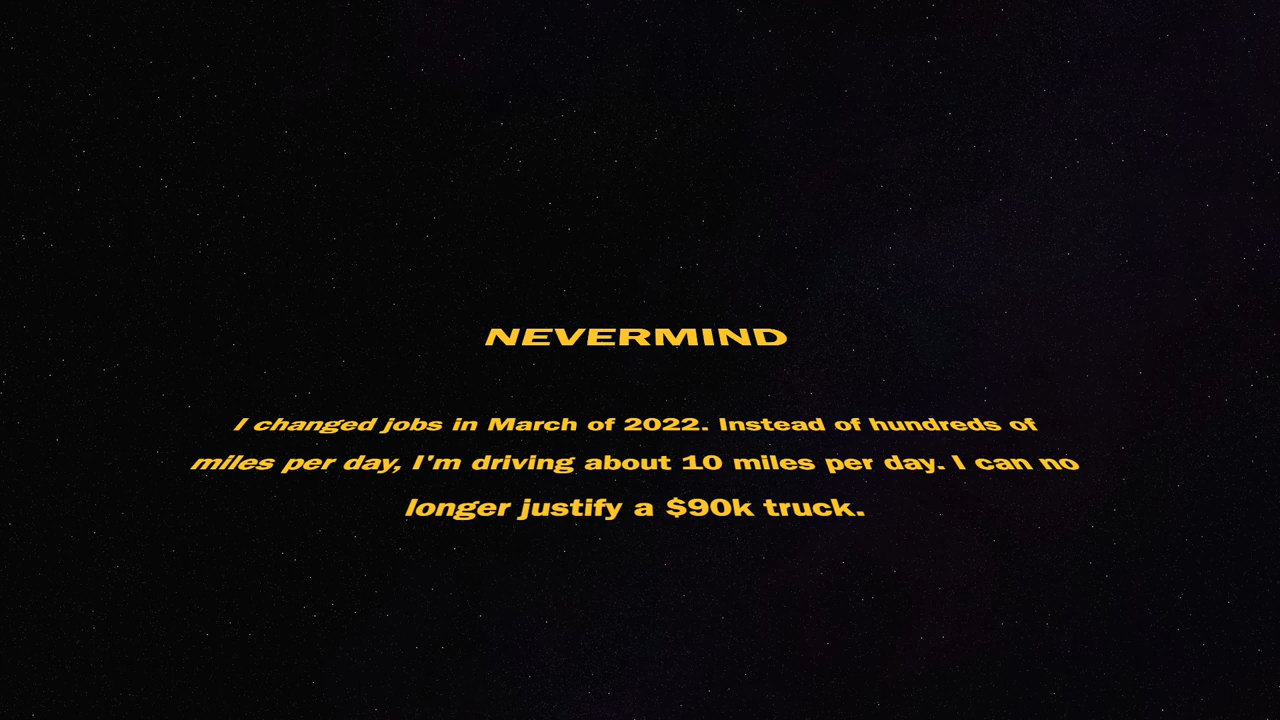 NEVERMIND
I changed jobs in March of 2022. Instead of hundreds of
miles per day, I'm driving about 10 miles per day. I can no
longer justify a $90k truck.